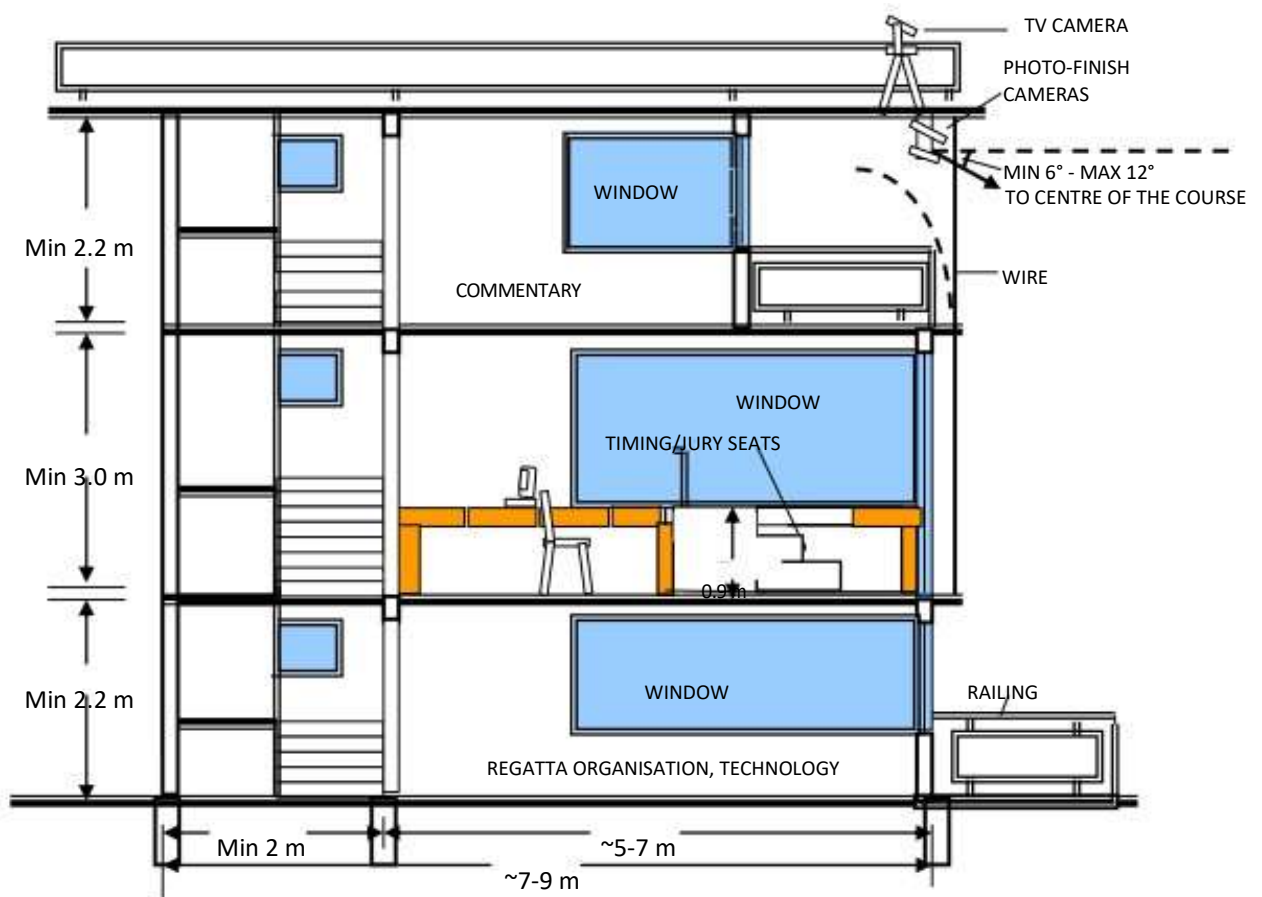 TV CAMERA
PHOTO-FINISH
CAMERAS
MIN 6° - MAX 12°
TO CENTRE OF THE COURSE
WINDOW
Min 2.2 m
WIRE
COMMENTARY
WINDOW
TIMING/JURY SEATS
Min 3.0 m
0.9 m
WINDOW
RAILING
Min 2.2 m
REGATTA ORGANISATION, TECHNOLOGY
Min 2 m
~5-7 m
~7-9 m